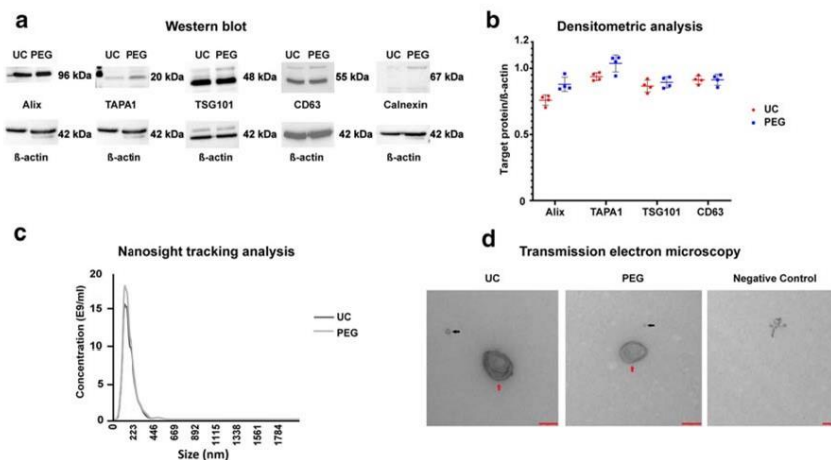 a
Western blot
UC PEG UC PEG UC PEG UC PEG UC PEG
96 kDa 20 kDa 48 kDa 55 kDa 67 kDa
Alix TAPA1 TSG101 CD63 Calnexin
42 kDa 42 kDa 42 kDa 42 kDa 42 kDa
ß-actin ß-actin ß-actin ß-actin ß-actin
b
Densitometric analysis
Target protein/ß-actin
1.2
1.0
0.5
0
Alix TAPA1 TSG101 CD63
UC
PEG
c
Nanosight tracking analysis
Concentration (E9/ml)
20
15
10
5
0
0 223 446 669 892 1115 1338 1561 1784
Size (nm)
UC
PEG
d
Transmission electron microscopy
UC PEG Negative Control